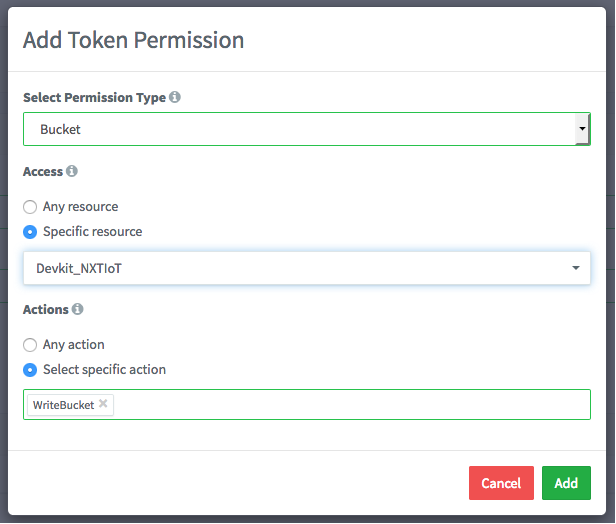 Add Token Permission
Select Permission Type
Bucket
Access
Any resource
Specific resource
Devkit_NXTIoT
Actions
Any action
Select specific action
WriteBucket
Cancel Add